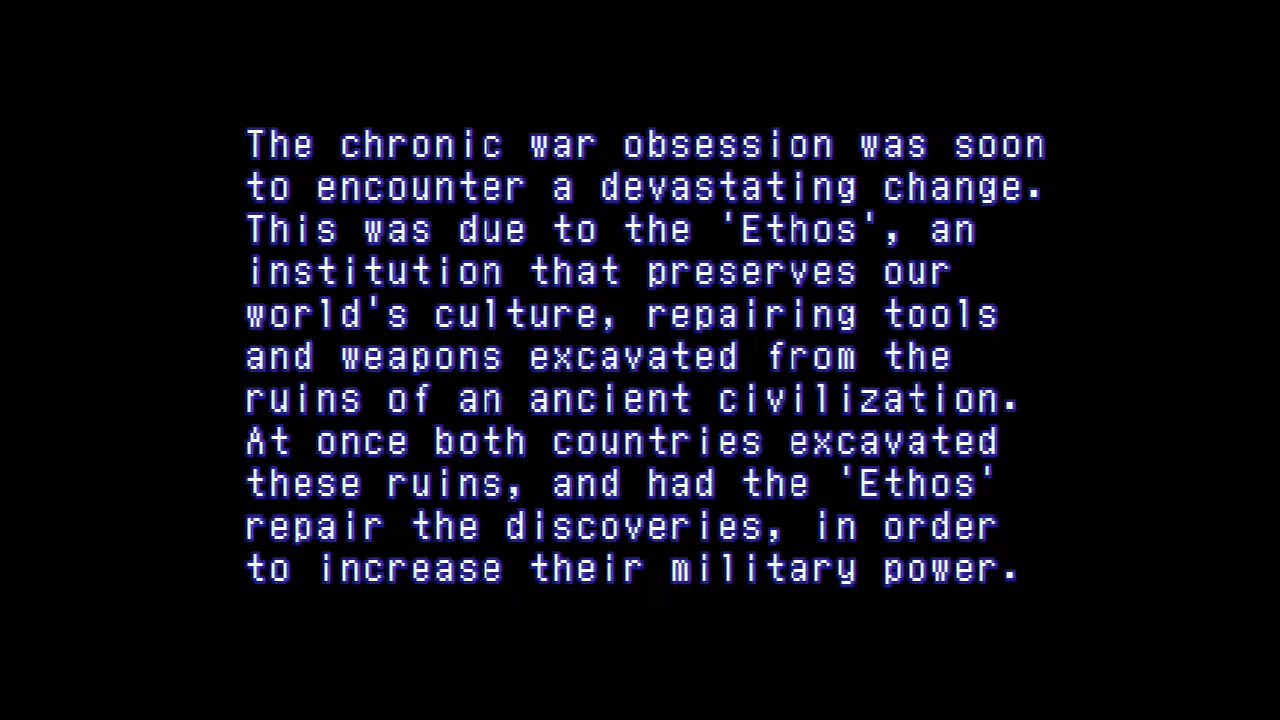 The chronic war obsession was soon
to encounter a devastating change.
This was due to the 'Ethos', an
institution that preserves our
world's culture, repairing tools
and weapons excavated from the
ruins of an ancient civilization.
At once both countries excavated
these ruins, and had the 'Ethos'
repair the discoveries, in order
to increase their military power.